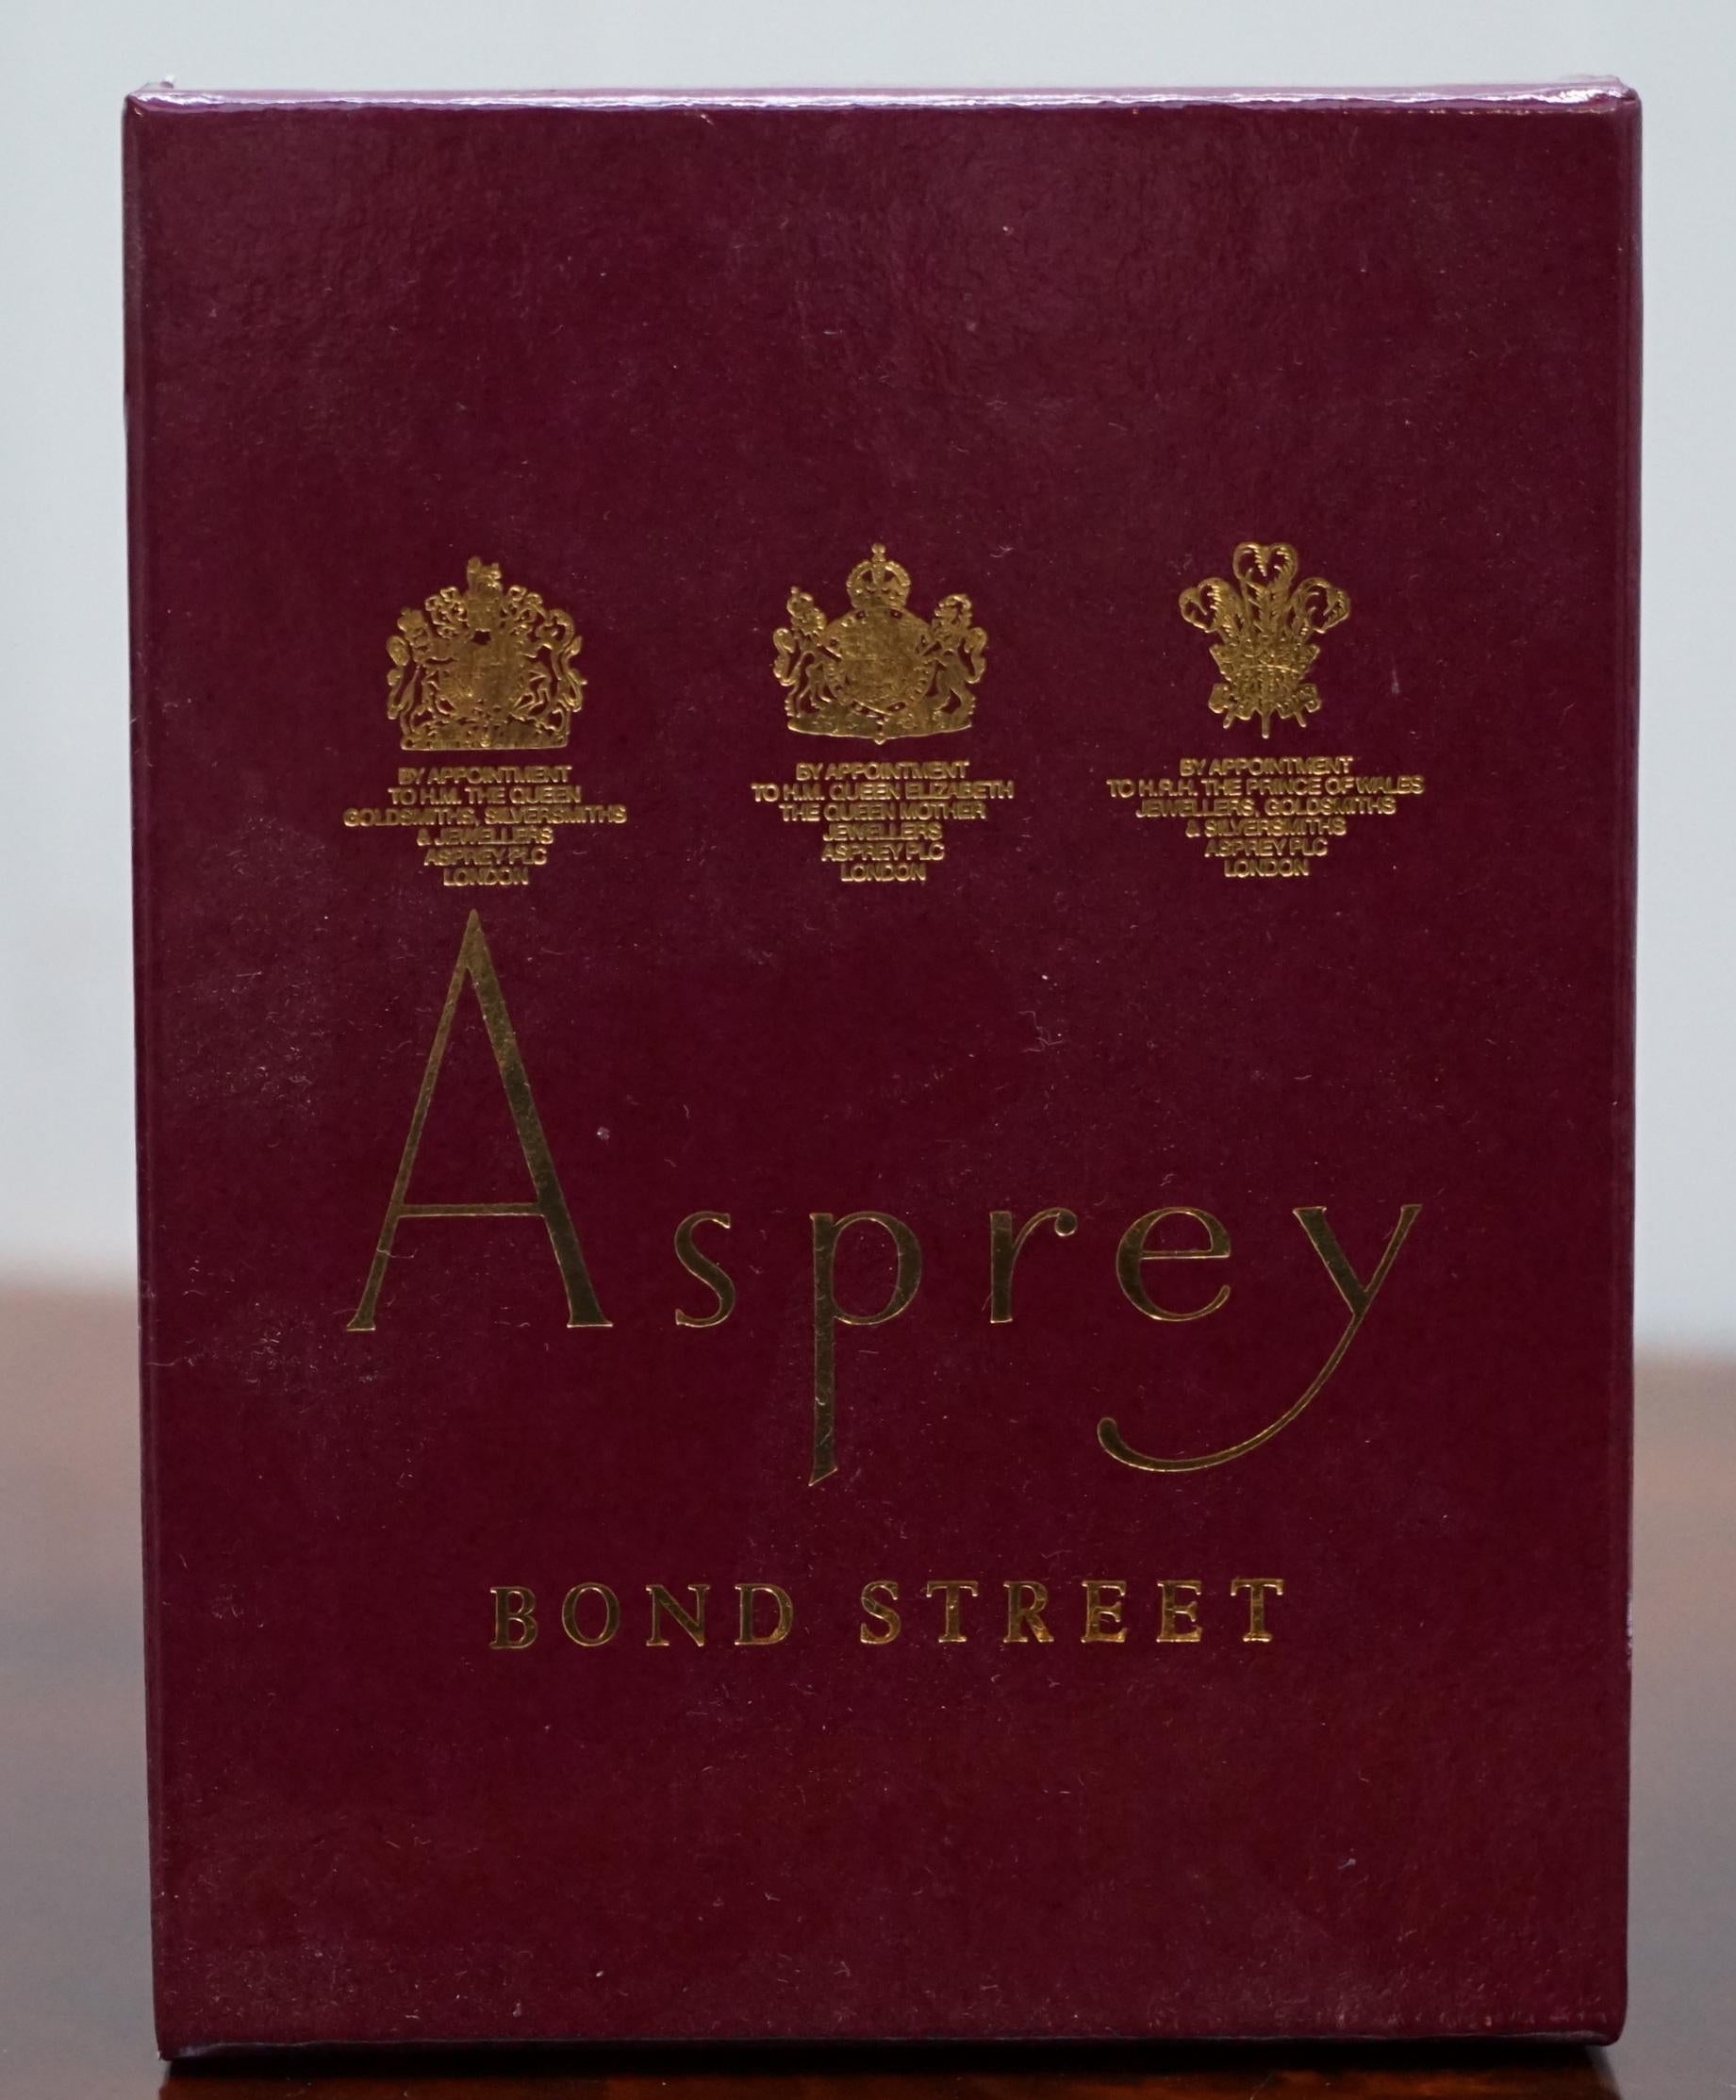 BY APPOINTMENT
TO H.M. THE QUEEN
GOLDSMITHS, SILVERSMITHS
& JEWELLERS
ASPREY PLC
LONDON
BY APPOINTMENT
TO H.M. QUEEN ELIZABETH
THE QUEEN MOTHER
JEWELLERS
ASPREY PLC
LONDON
BY APPOINTMENT
TO H.R.H. THE PRINCE OF WALES
JEWELLERS, GOLDSMITHS
& SILVERSMITHS
ASPREY PLC
LONDON
Asprey
BOND STREET